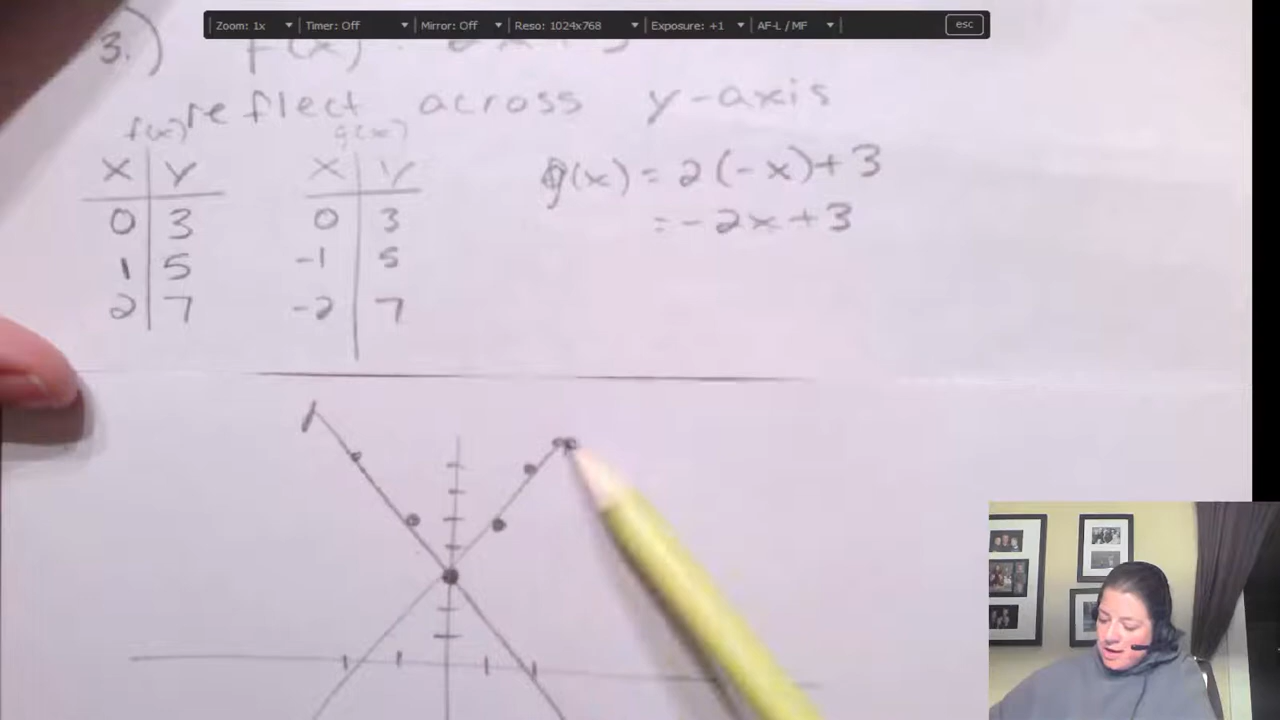 Zoom: 1x Timer: Off Mirror: Off Reso: 1024x768 Exposure: +1 AF-L / MF esc
3.) f(x)
reflect across y-axis
f(x) g(x)
x y x y g(x) = 2(-x)+3
0 3 0 3 = -2x+3
1 5 -1 5
2 7 -2 7